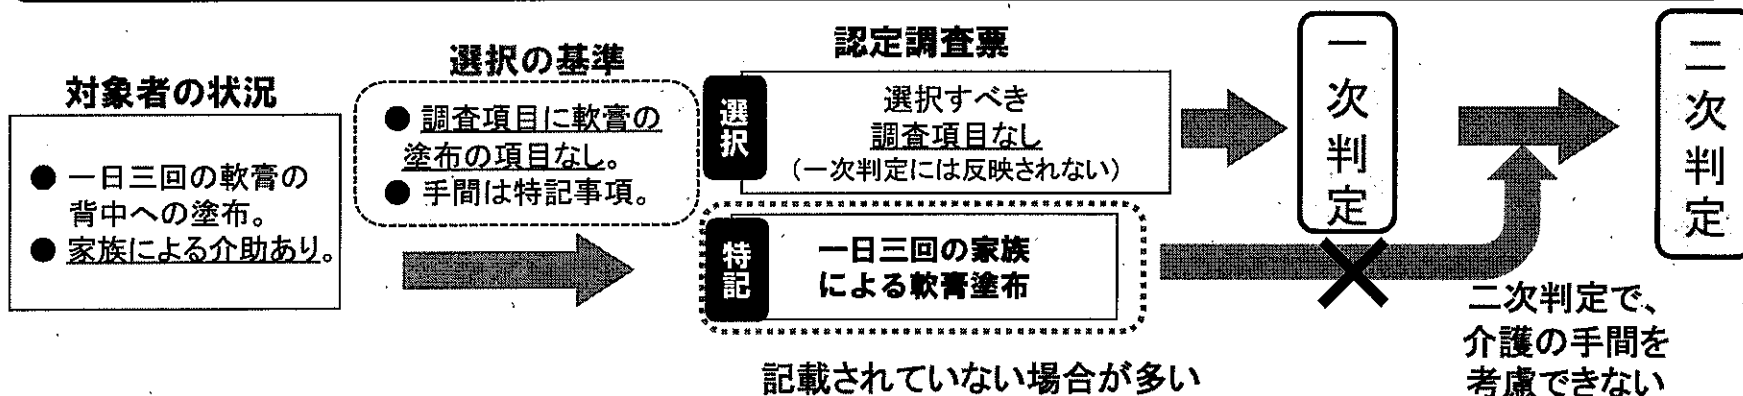 対象者の状況
● 一日三回の軟膏の
背中への塗布。
● 家族による介助あり。
選択の基準
● 調査項目に軟膏の
塗布の項目なし。
● 手間は特記事項。
認定調査票
選択
選択すべき
調査項目なし
(一次判定には反映されない)
特記
一日三回の家族
による軟膏塗布
記載されていない場合が多い
一次判定
二次判定で、
介護の手間を
考慮できない
二次判定